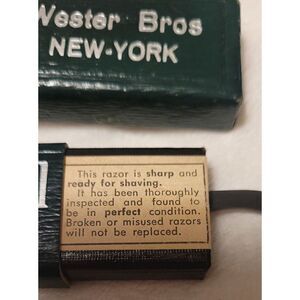 Wester Bros
NEW-YORK
This razor is sharp and
ready for shaving.
It has been thoroughly
inspected and found to
be in perfect condition.
Broken or misused razors
will not be replaced.